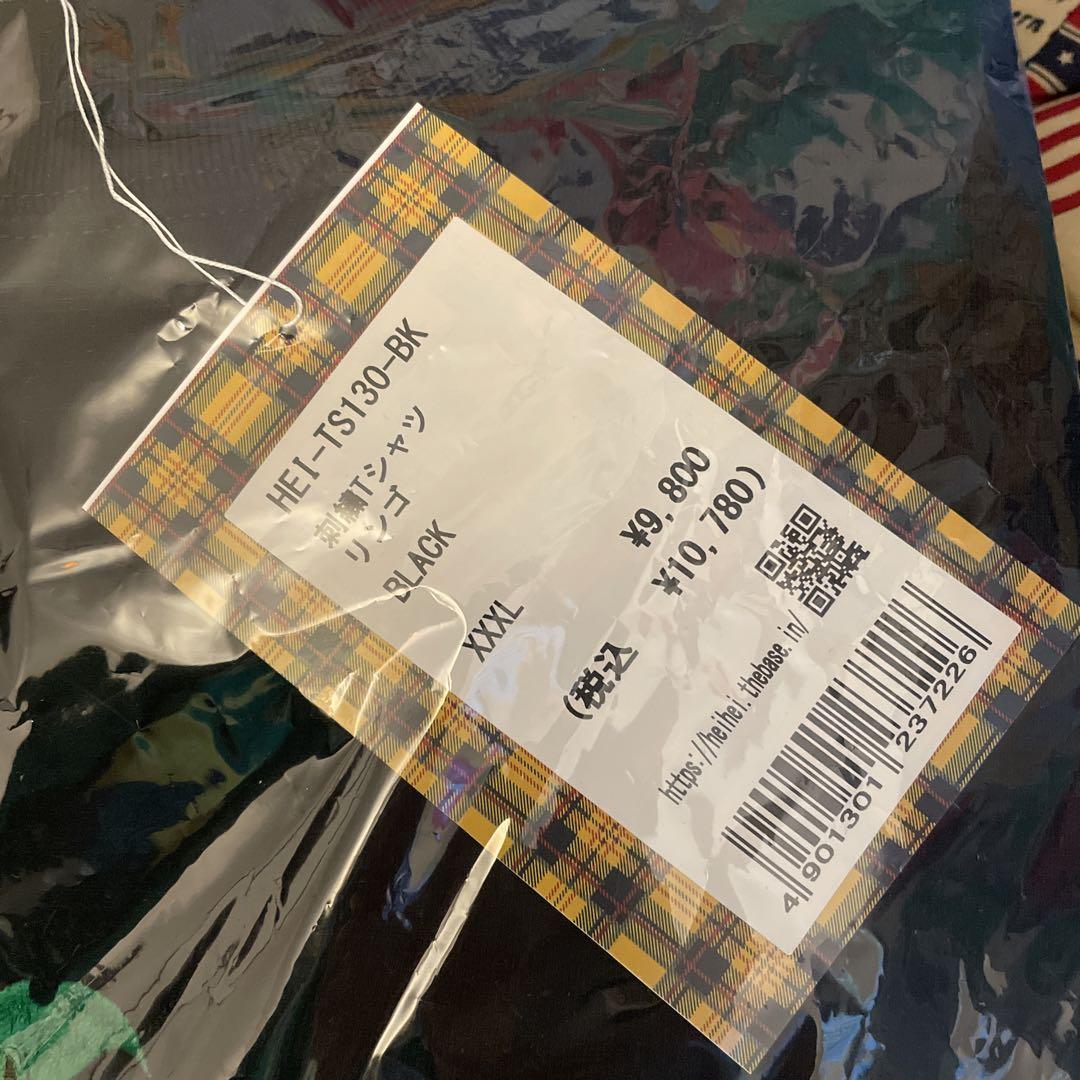 HEI-TS130-BK
刺繍Tシャツ
リンゴ
BLACK
XXXL
¥9,800
(税込 ¥10,780)
https://heihei.thebase.in/
4 901301 237226